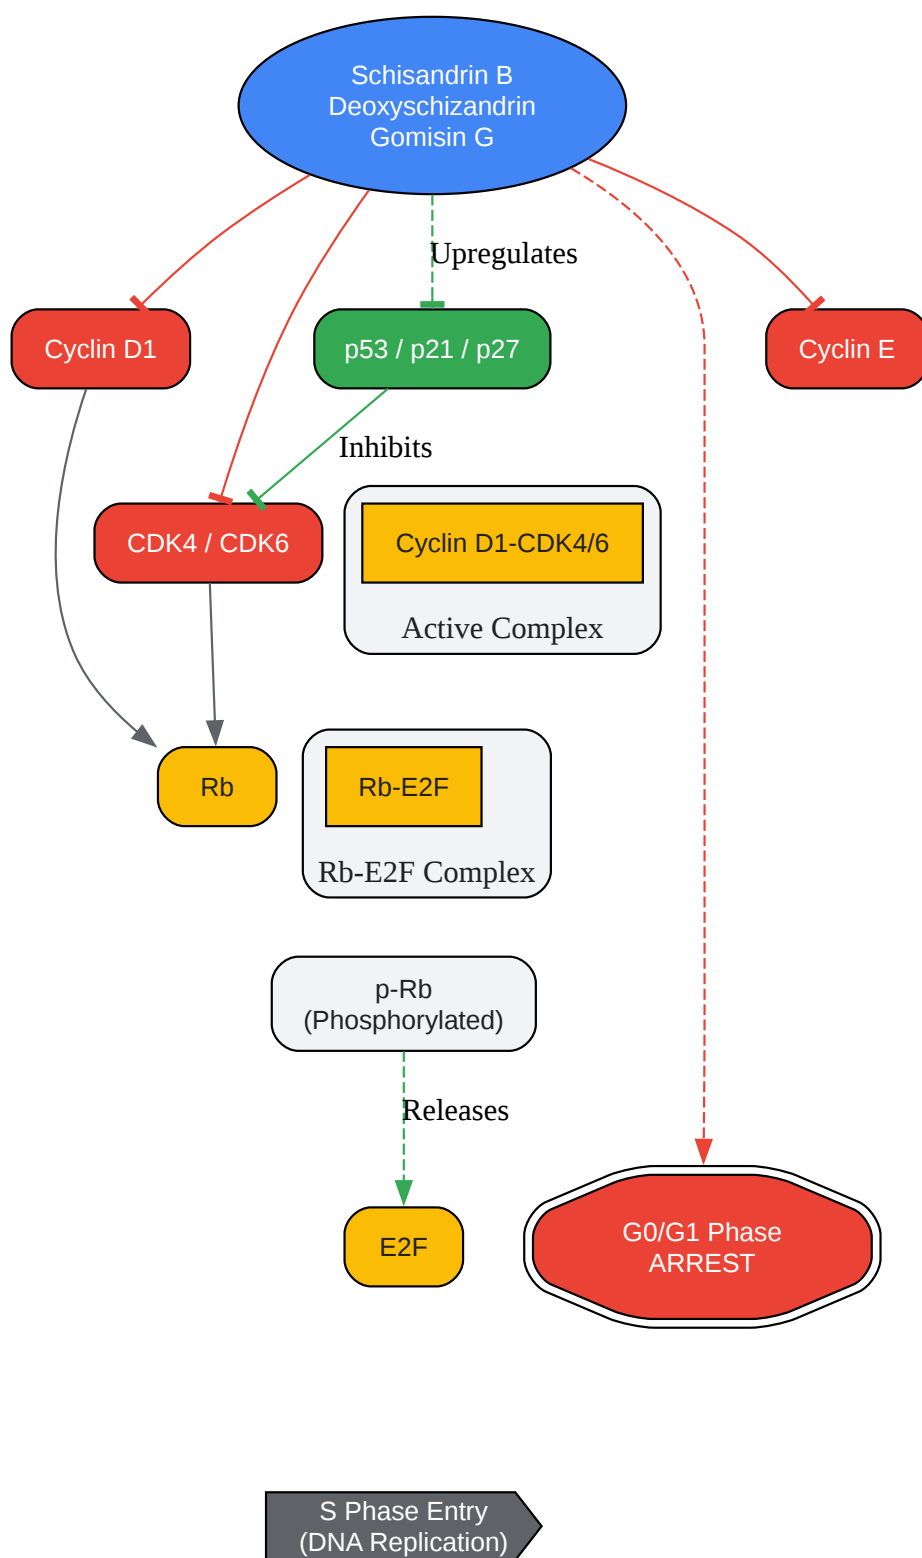 Schisandrin B
Deoxyschizandrin
Gomisin G
Upregulates
Cyclin D1
p53 / p21 / p27
Cyclin E
Inhibits
CDK4 / CDK6
Cyclin D1-CDK4/6
Active Complex
Rb
Rb-E2F
Rb-E2F Complex
p-Rb
(Phosphorylated)
Releases
E2F
G0/G1 Phase
ARREST
S Phase Entry
(DNA Replication)